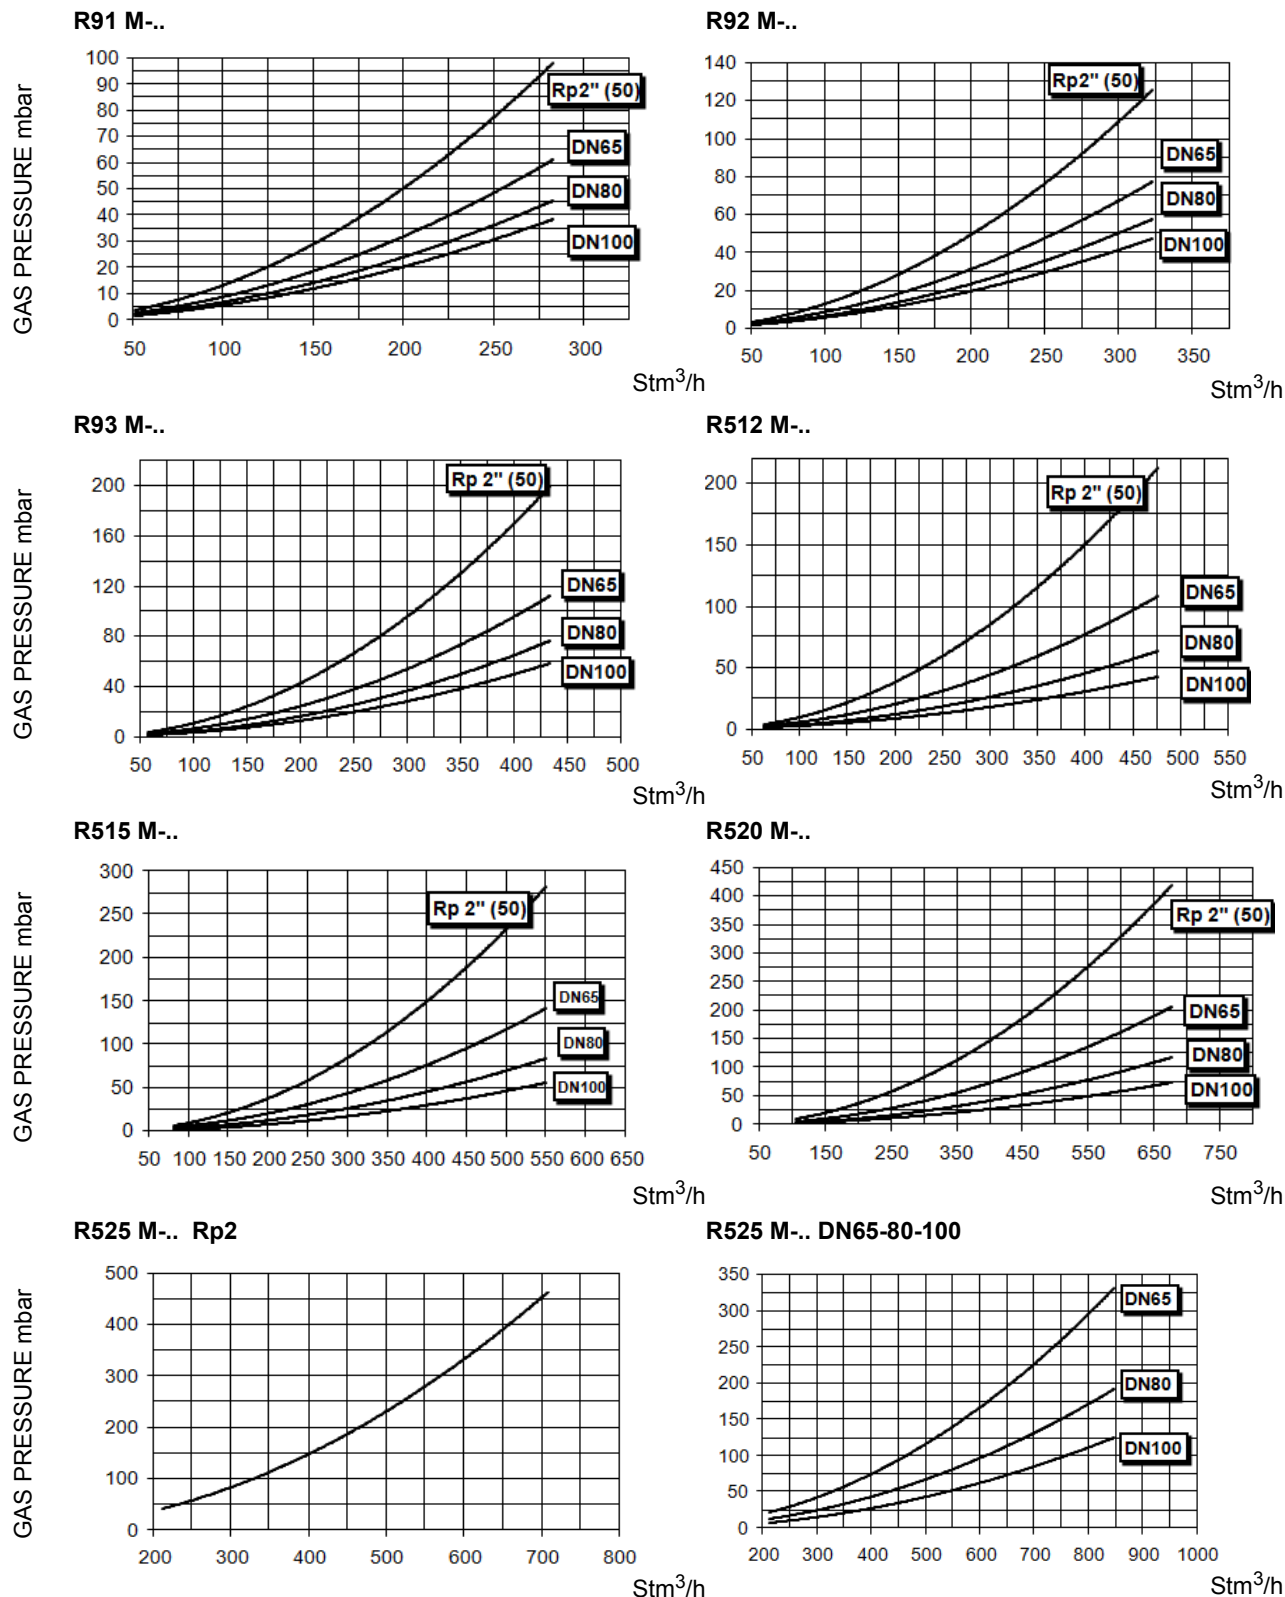 R91 M-..
R92 M-..
GAS PRESSURE mbar
100
90
80
70
60
50
40
30
20
10
0
Rp2" (50)
DN65
DN80
DN100
50 100 150 200 250 300
Stm³/h
140
120
100
80
60
40
20
0
Rp2" (50)
DN65
DN80
DN100
50 100 150 200 250 300 350
Stm³/h
R93 M-..
R512 M-..
GAS PRESSURE mbar
200
160
120
80
40
0
Rp 2" (50)
DN65
DN80
DN100
50 100 150 200 250 300 350 400 450 500
Stm³/h
200
150
100
50
0
Rp 2" (50)
DN65
DN80
DN100
50 100 150 200 250 300 350 400 450 500 550
Stm³/h
R515 M-..
R520 M-..
GAS PRESSURE mbar
300
250
200
150
100
50
0
Rp 2" (50)
DN65
DN80
DN100
50 100 150 200 250 300 350 400 450 500 550 600 650
Stm³/h
450
400
350
300
250
200
150
100
50
0
Rp 2" (50)
DN65
DN80
DN100
50 150 250 350 450 550 650 750
Stm³/h
R525 M-.. Rp2
R525 M-.. DN65-80-100
GAS PRESSURE mbar
500
400
300
200
100
0
200 300 400 500 600 700 800
Stm³/h
350
300
250
200
150
100
50
0
DN65
DN80
DN100
200 300 400 500 600 700 800 900 1000
Stm³/h